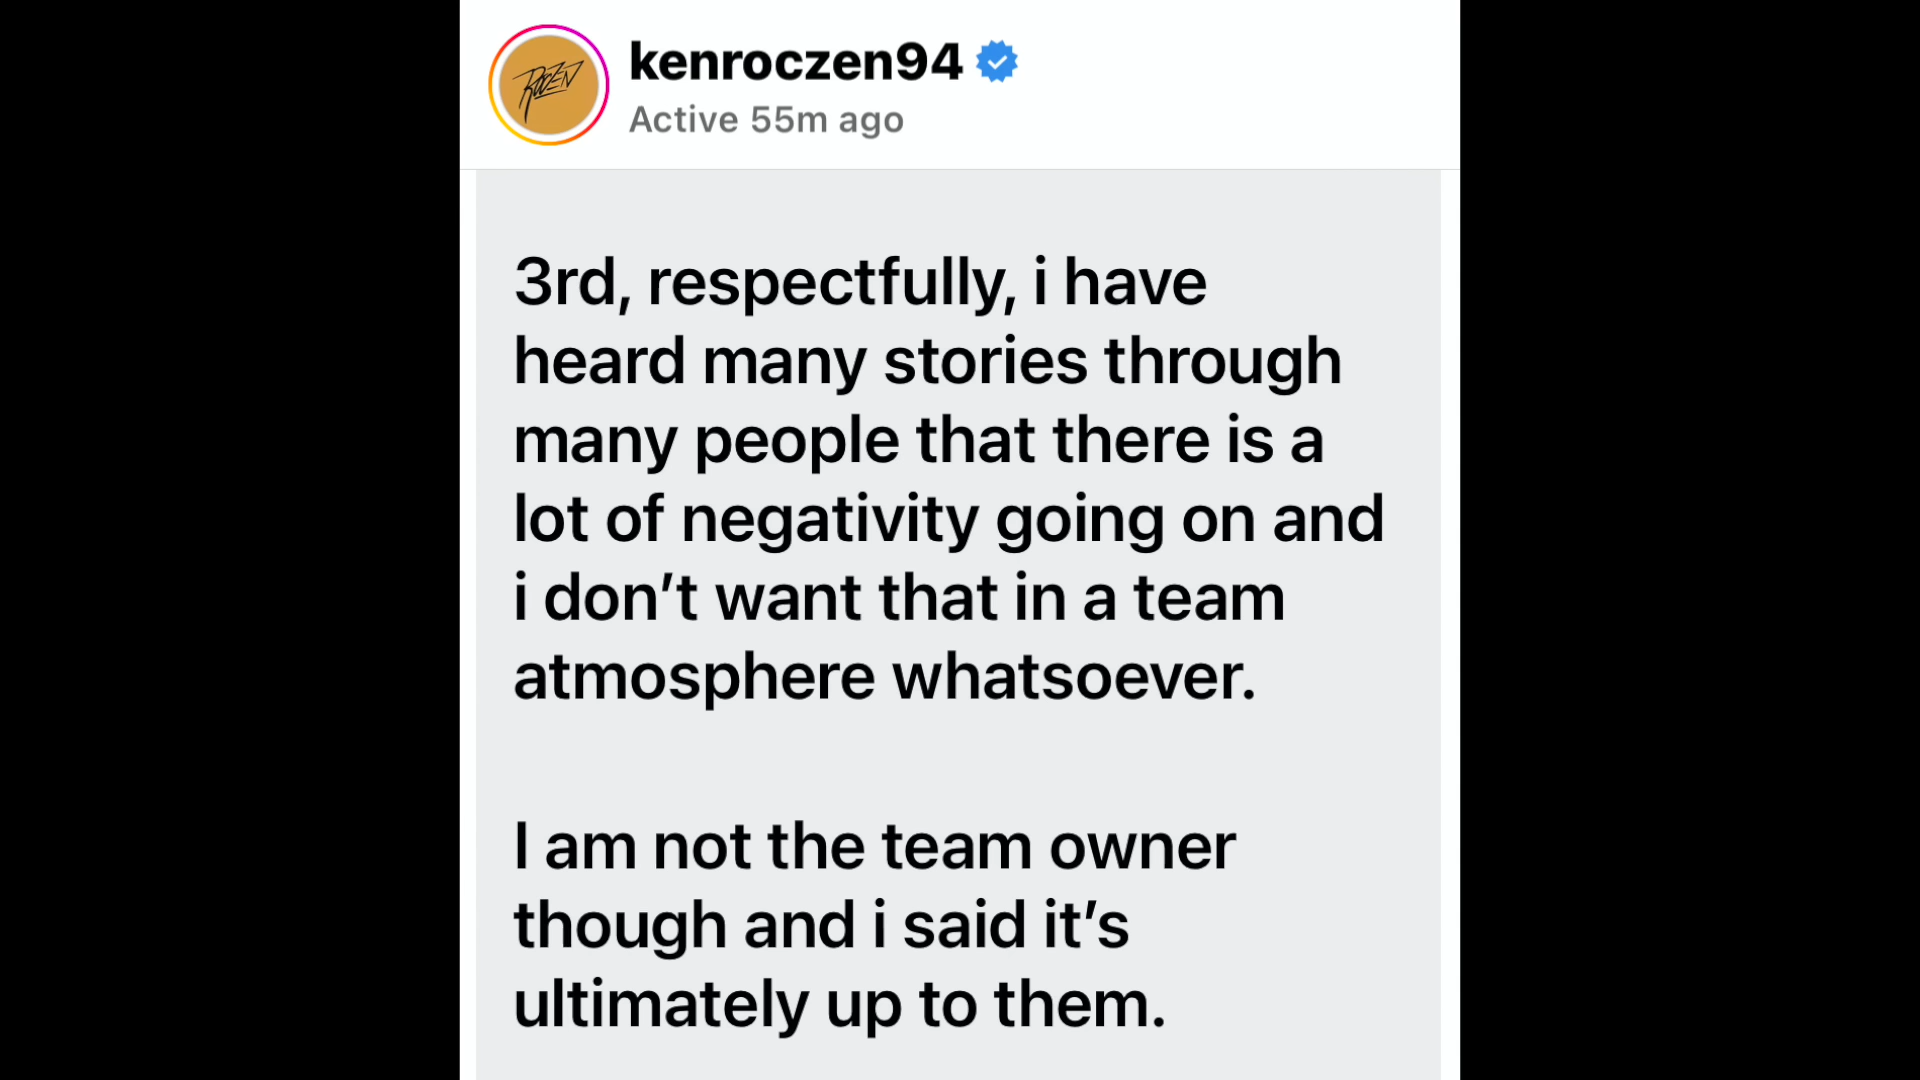 ROCZEN
kenroczen94
Active 55m ago
3rd, respectfully, i have
heard many stories through
many people that there is a
lot of negativity going on and
i don’t want that in a team
atmosphere whatsoever.
I am not the team owner
though and i said it’s
ultimately up to them.